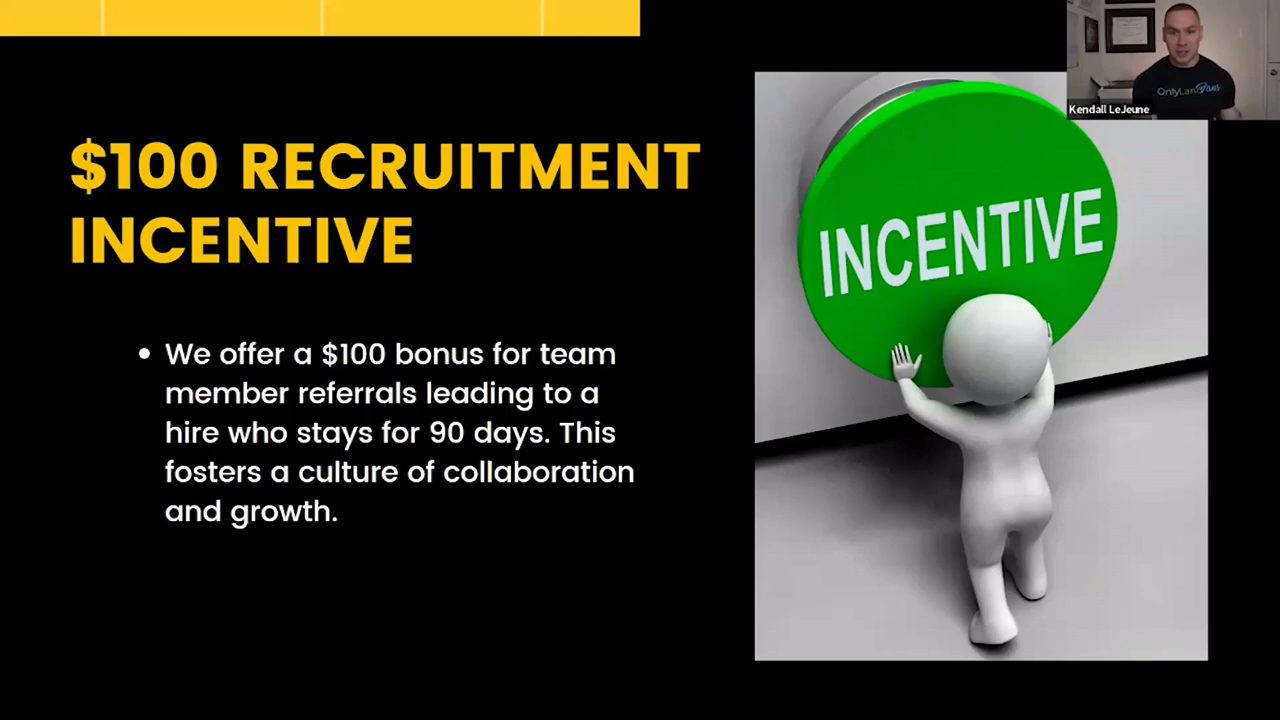 $100 RECRUITMENT
INCENTIVE
• We offer a $100 bonus for team
member referrals leading to a
hire who stays for 90 days. This
fosters a culture of collaboration
and growth.
INCENTIVE
OnlyLandFans
Kendall LeJeune